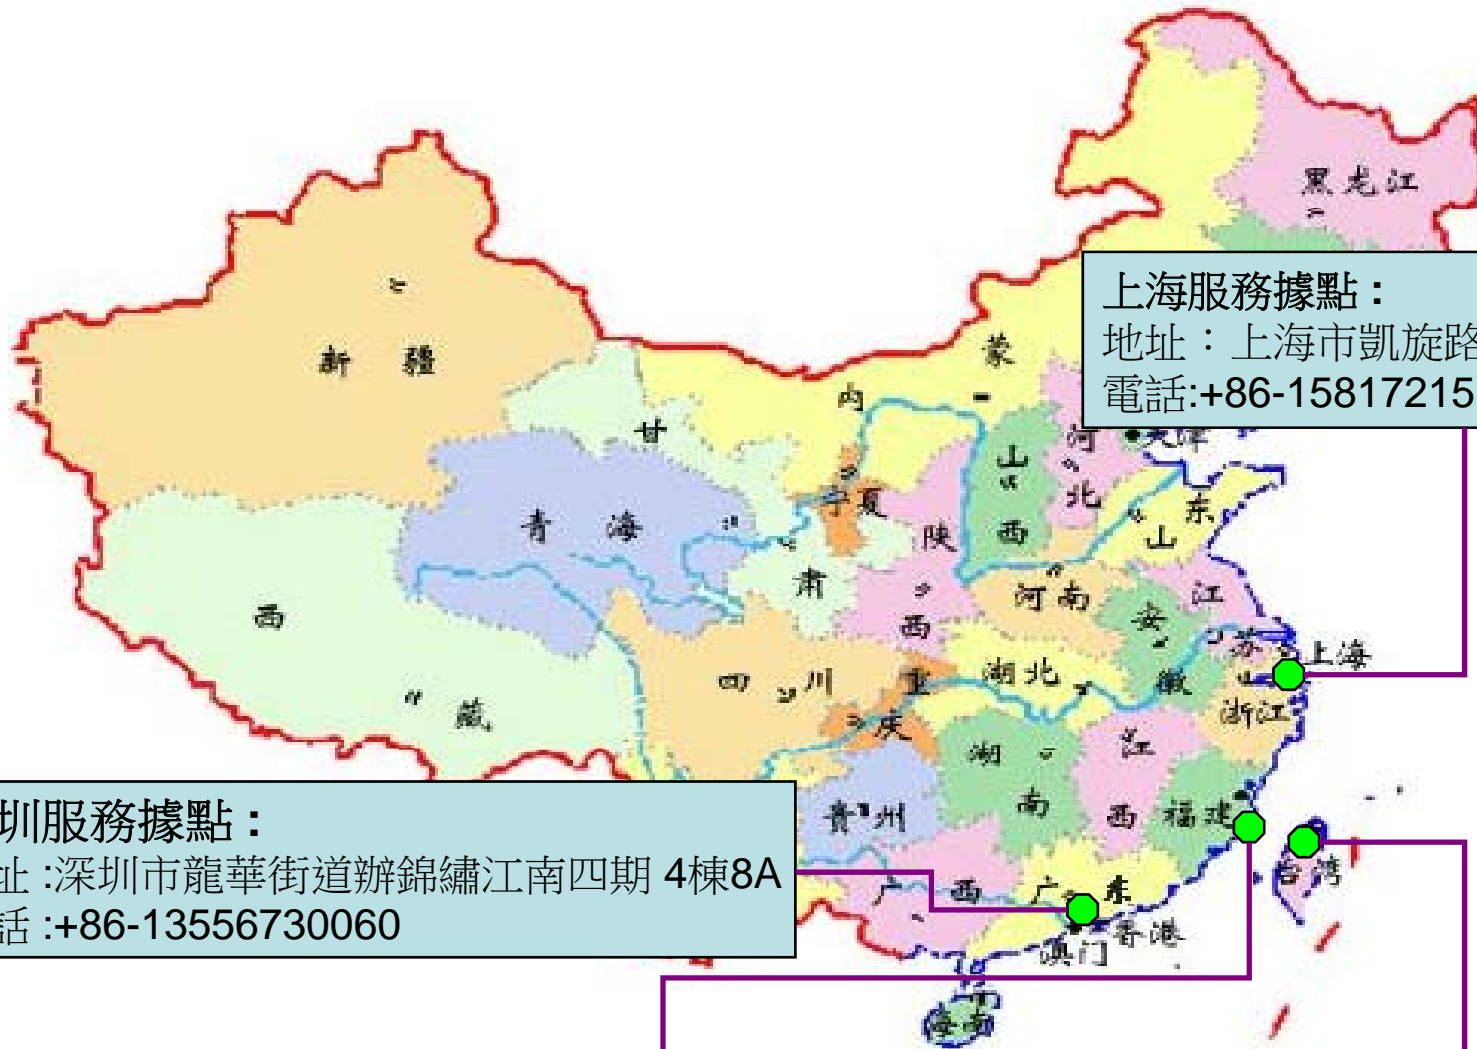 黑龙江
上海服務據點：
地址：上海市凱旋路
電話:+86-15817215
新疆
内蒙
甘肃
宁夏
青海
陕西
山西
河北
天津
山东
河南
西藏
四川
重庆
湖北
安徽
江苏
上海
浙江
湖南
江西
福建
贵州
圳服務據點：
址:深圳市龍華街道辦錦繡江南四期 4棟8A
話:+86-13556730060
广西
广东
台湾
香港
澳门
海南